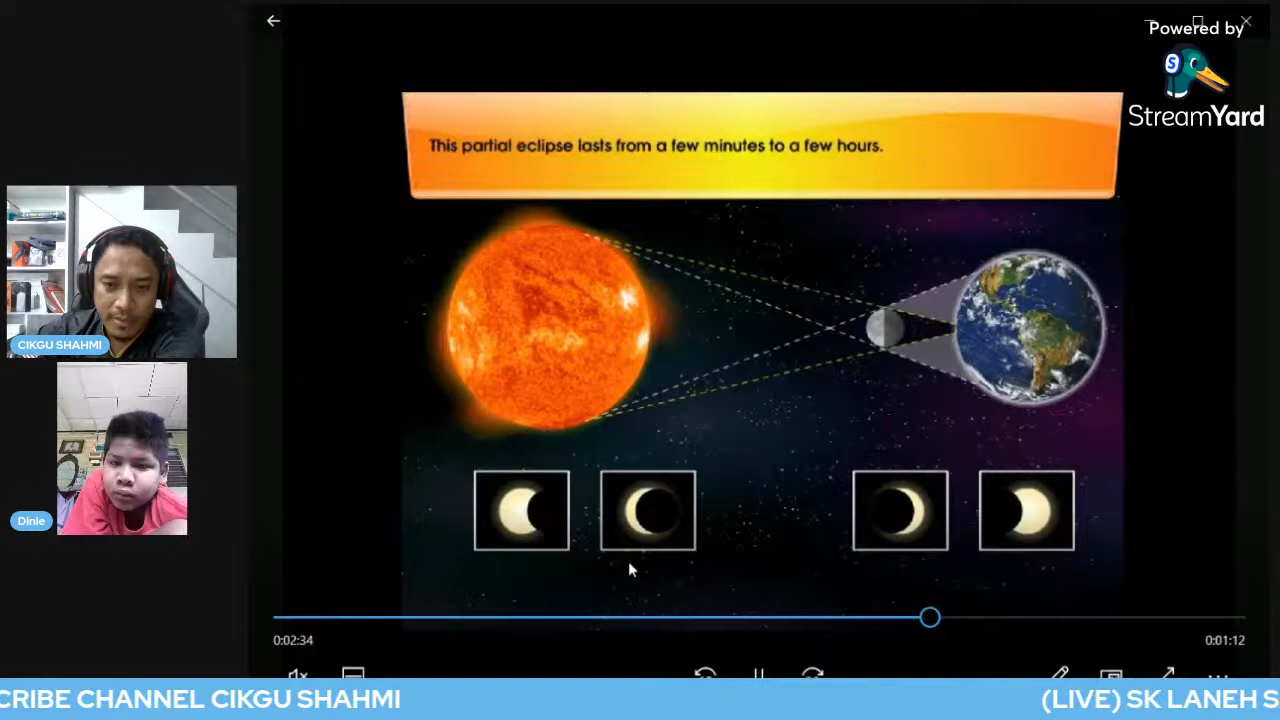 Powered by
S
StreamYard
This partial eclipse lasts from a few minutes to a few hours.
CIKGU SHAHMI
Dinie
0:02:34
0:01:12
CRIBE CHANNEL CIKGU SHAHMI
(LIVE) SK LANEH S